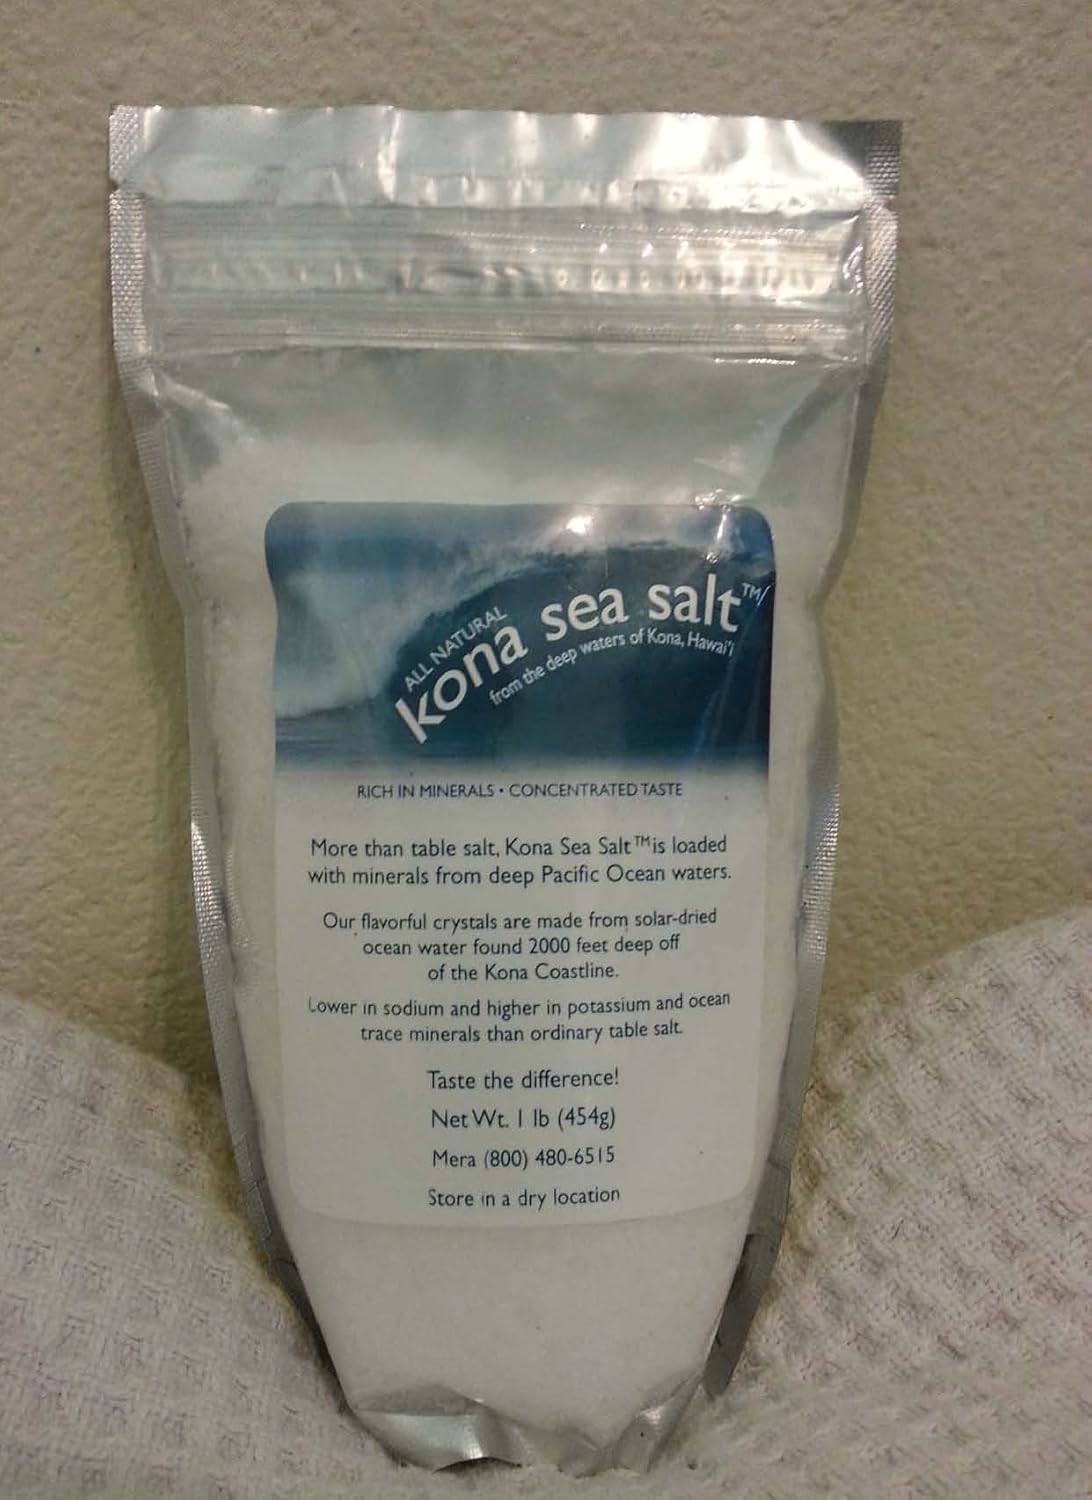 ALL NATURAL
kona sea salt™
from the deep waters of Kona, Hawai'i
RICH IN MINERALS • CONCENTRATED TASTE
More than table salt, Kona Sea Salt™ is loaded
with minerals from deep Pacific Ocean waters.
Our flavorful crystals are made from solar-dried
ocean water found 2000 feet deep off
of the Kona Coastline.
Lower in sodium and higher in potassium and ocean
trace minerals than ordinary table salt.
Taste the difference!
Net Wt. 1 lb (454g)
Mera (800) 480-6515
Store in a dry location